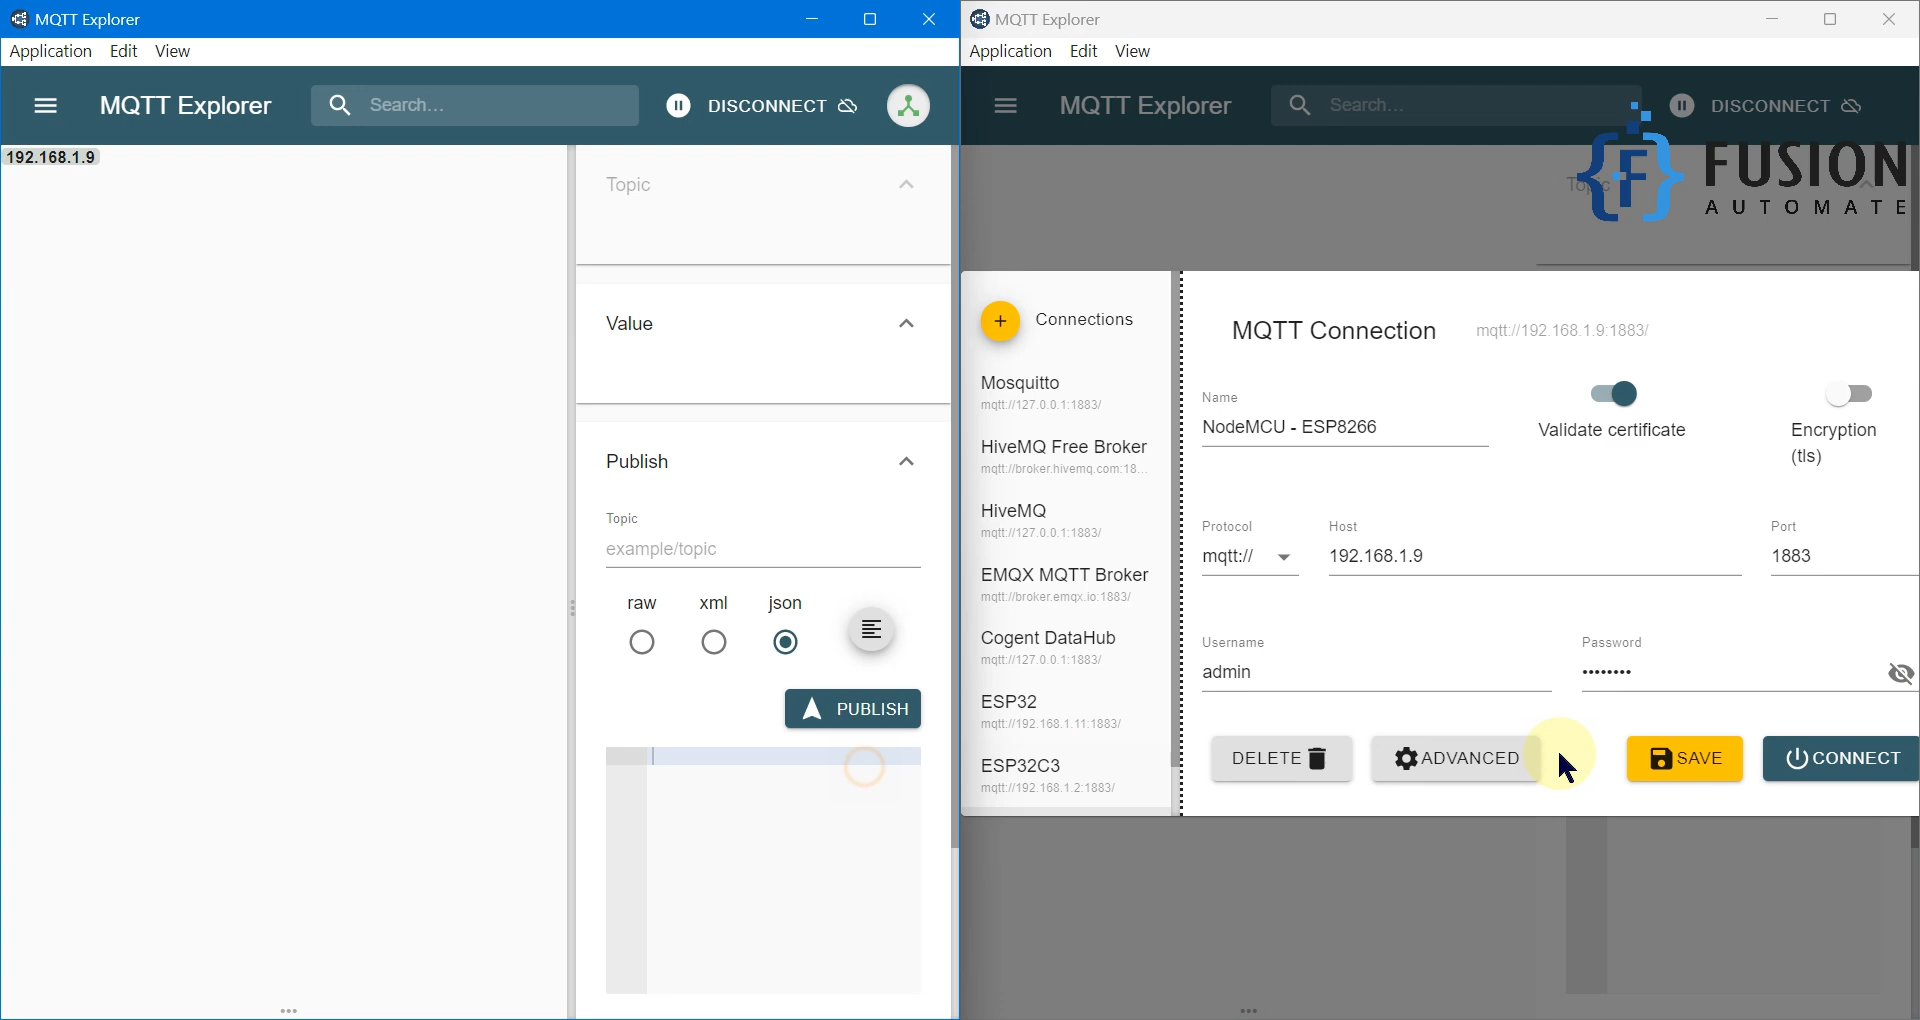 MQTT Explorer
Application Edit View
MQTT Explorer Search... DISCONNECT
192.168.1.9
Topic
Value
Publish
Topic
example/topic
raw xml json
PUBLISH
MQTT Explorer
Application Edit View
MQTT Explorer Search... DISCONNECT
Topic
{F} FUSION
AUTOMATE
+ Connections
Mosquitto
mqtt://127.0.0.1:1883/
HiveMQ Free Broker
mqtt://broker.hivemq.com:18...
HiveMQ
mqtt://127.0.0.1:1883/
EMQX MQTT Broker
mqtt://broker.emqx.io:1883/
Cogent DataHub
mqtt://127.0.0.1:1883/
ESP32
mqtt://192.168.1.11:1883/
ESP32C3
mqtt://192.168.1.2:1883/
MQTT Connection mqtt://192.168.1.9:1883/
Name
NodeMCU - ESP8266
Validate certificate
Encryption
(tls)
Protocol Host Port
mqtt:// 192.168.1.9 1883
Username Password
admin ••••••••
DELETE ADVANCED SAVE CONNECT